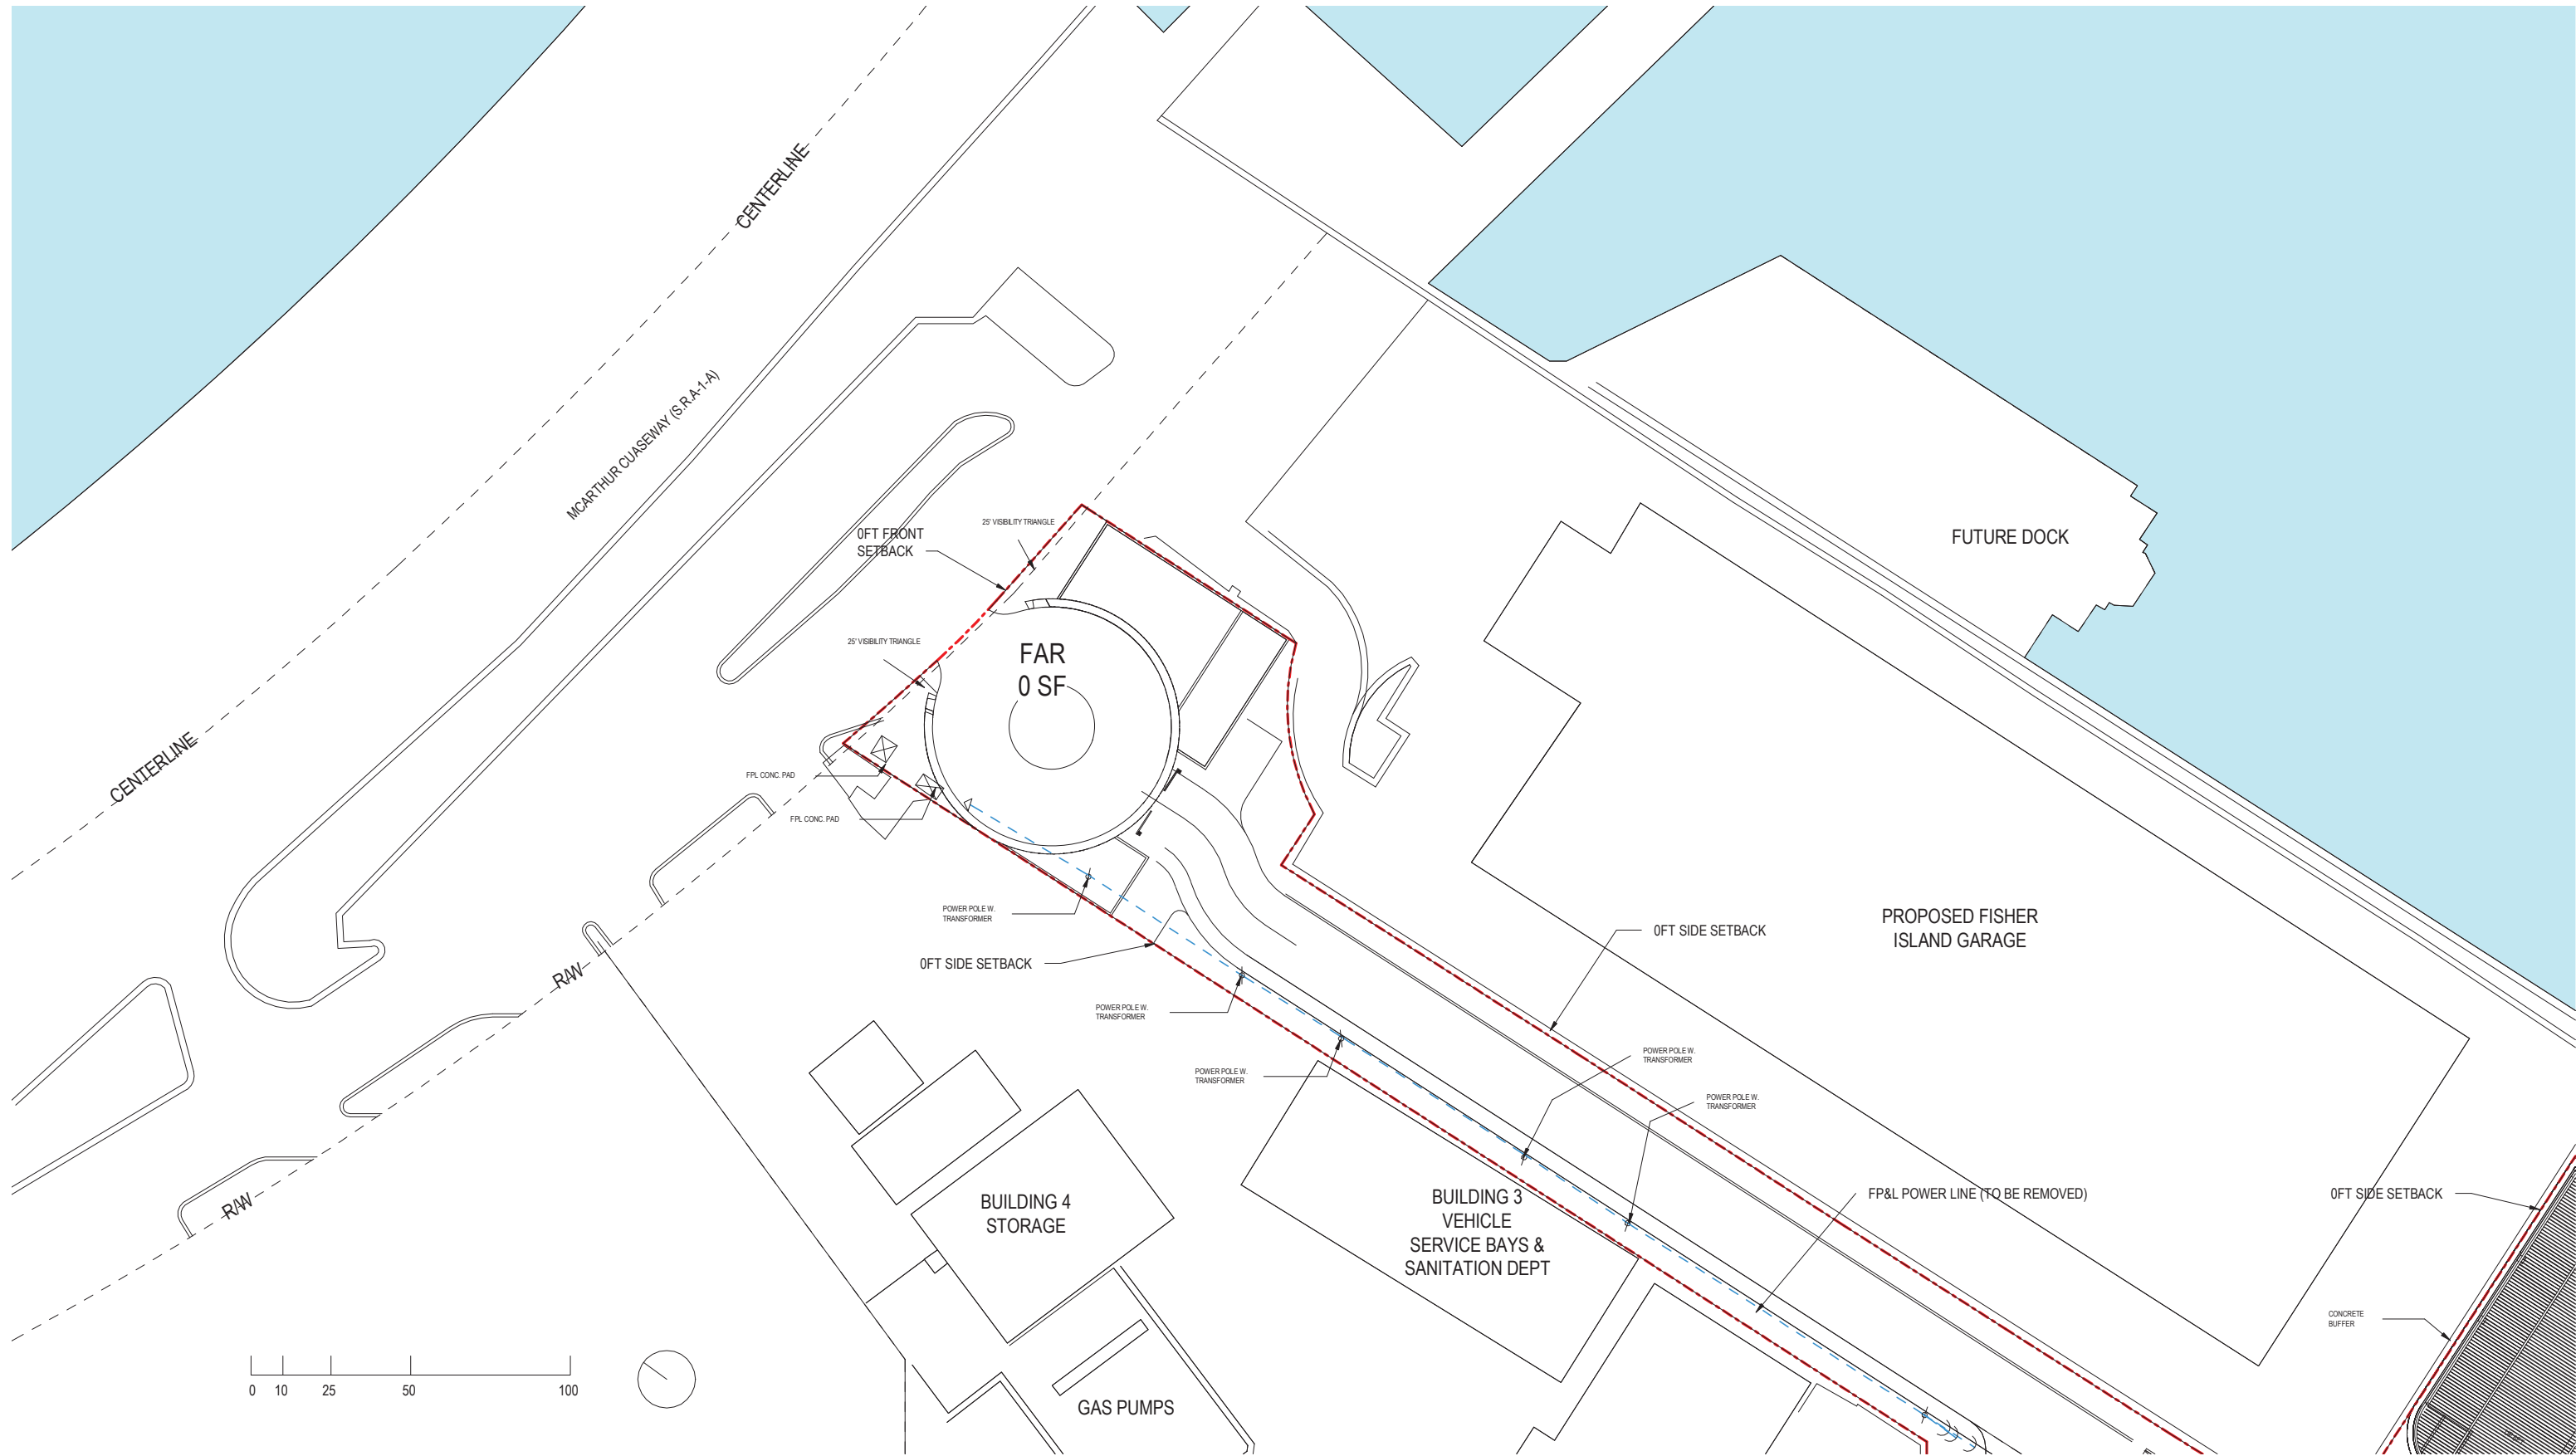 CENTERLINE
MCARTHUR CUASEWAY (S.R.A-1-A)
25' VISIBILITY TRIANGLE
0FT FRONT
SETBACK
FUTURE DOCK
25' VISIBILITY TRIANGLE
FAR
0 SF
CENTERLINE
FPL CONC. PAD
FPL CONC. PAD
POWER POLE W.
TRANSFORMER
PROPOSED FISHER
ISLAND GARAGE
0FT SIDE SETBACK
0FT SIDE SETBACK
R/W
POWER POLE W.
TRANSFORMER
POWER POLE W.
TRANSFORMER
POWER POLE W.
TRANSFORMER
POWER POLE W.
TRANSFORMER
R/W
BUILDING 4
STORAGE
BUILDING 3
VEHICLE
SERVICE BAYS &
SANITATION DEPT
FP&L POWER LINE (TO BE REMOVED)
0FT SIDE SETBACK
CONCRETE
BUFFER
0 10 25 50 100
GAS PUMPS